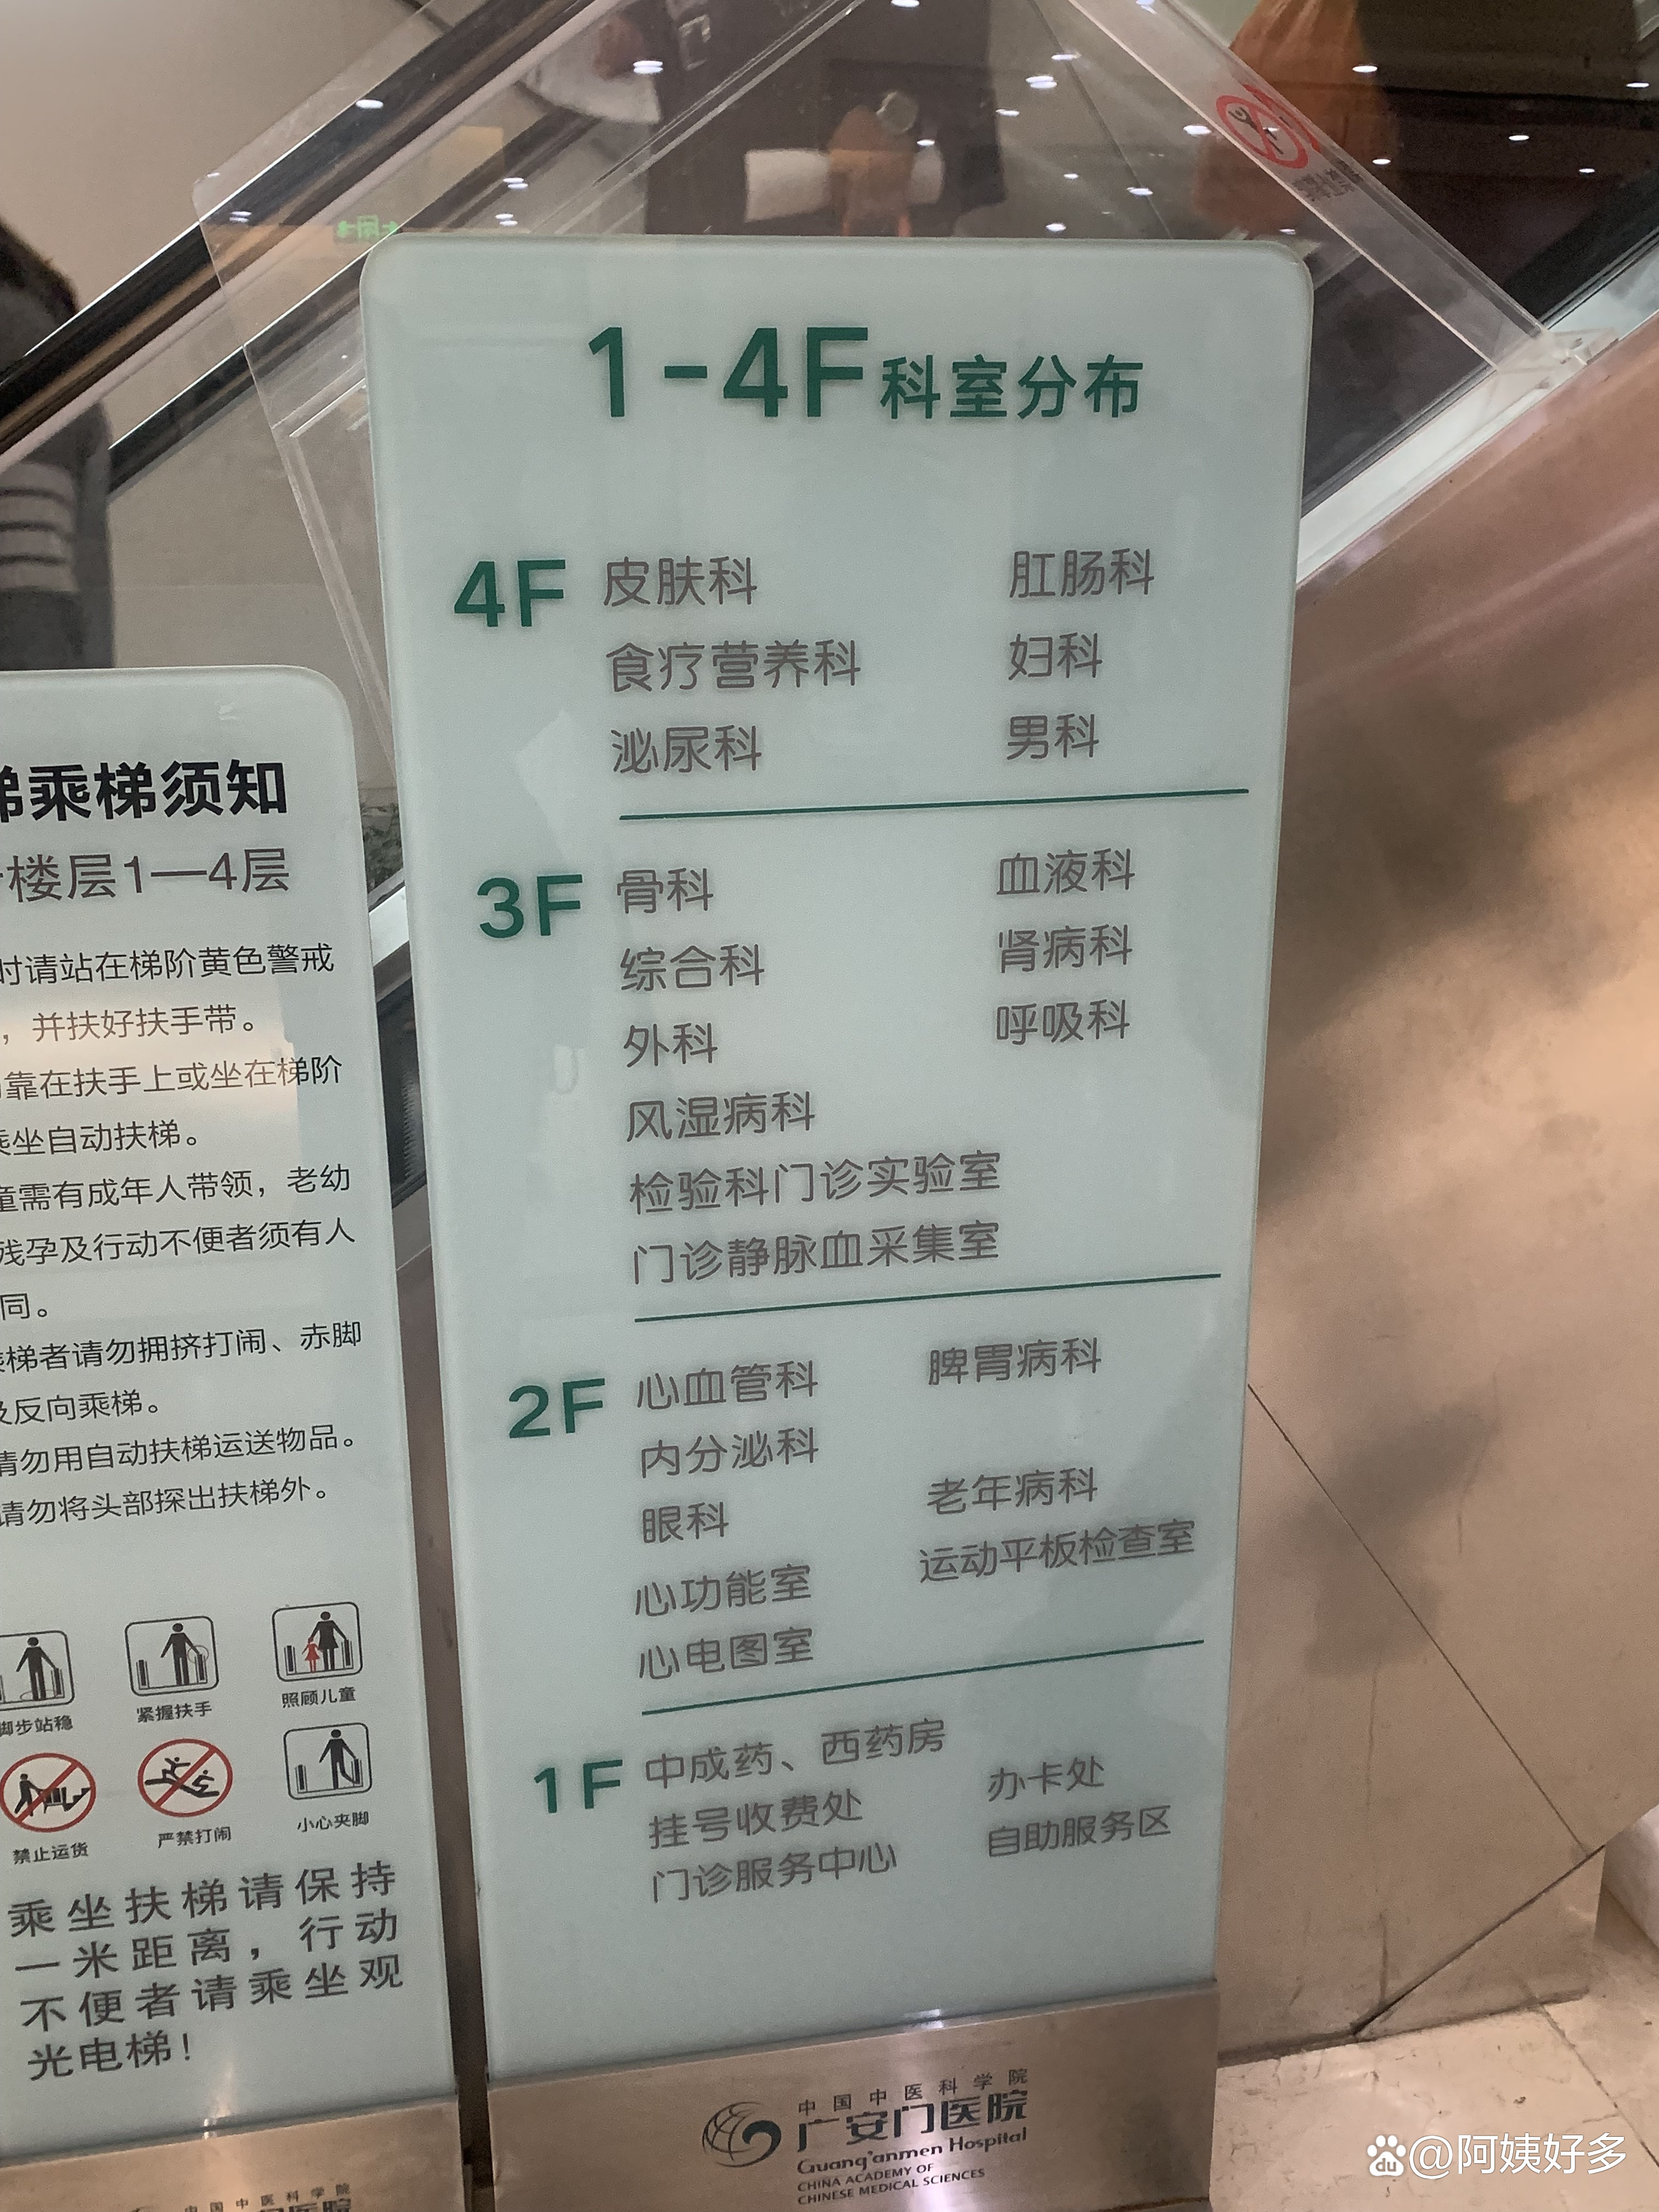 1-4F科室分布
4F 皮肤科 肛肠科
食疗营养科 妇科
泌尿科 男科
3F 骨科 血液科
综合科 肾病科
外科 呼吸科
风湿病科
检验科门诊实验室
门诊静脉血采集室
2F 心血管科 脾胃病科
内分泌科
眼科 老年病科
心功能室 运动平板检查室
心电图室
1F 中成药、西药房
挂号收费处 办卡处
门诊服务中心 自助服务区
中国中医科学院
广安门医院
Guang'anmen Hospital
CHINA ACADEMY OF
CHINESE MEDICAL SCIENCES
梯乘梯须知
楼层1—4层
时请站在梯阶黄色警戒
，并扶好扶手带。
靠在扶手上或坐在梯阶
乘坐自动扶梯。
童需有成年人带领，老幼
残孕及行动不便者须有人
同。
梯者请勿拥挤打闹、赤脚
及反向乘梯。
请勿用自动扶梯运送物品。
请勿将头部探出扶梯外。
脚步站稳 紧握扶手 照顾儿童
禁止运货 严禁打闹 小心夹脚
乘坐扶梯请保持
一米距离，行动
不便者请乘坐观
光电梯！
中国中医科学院
du @阿姨好多